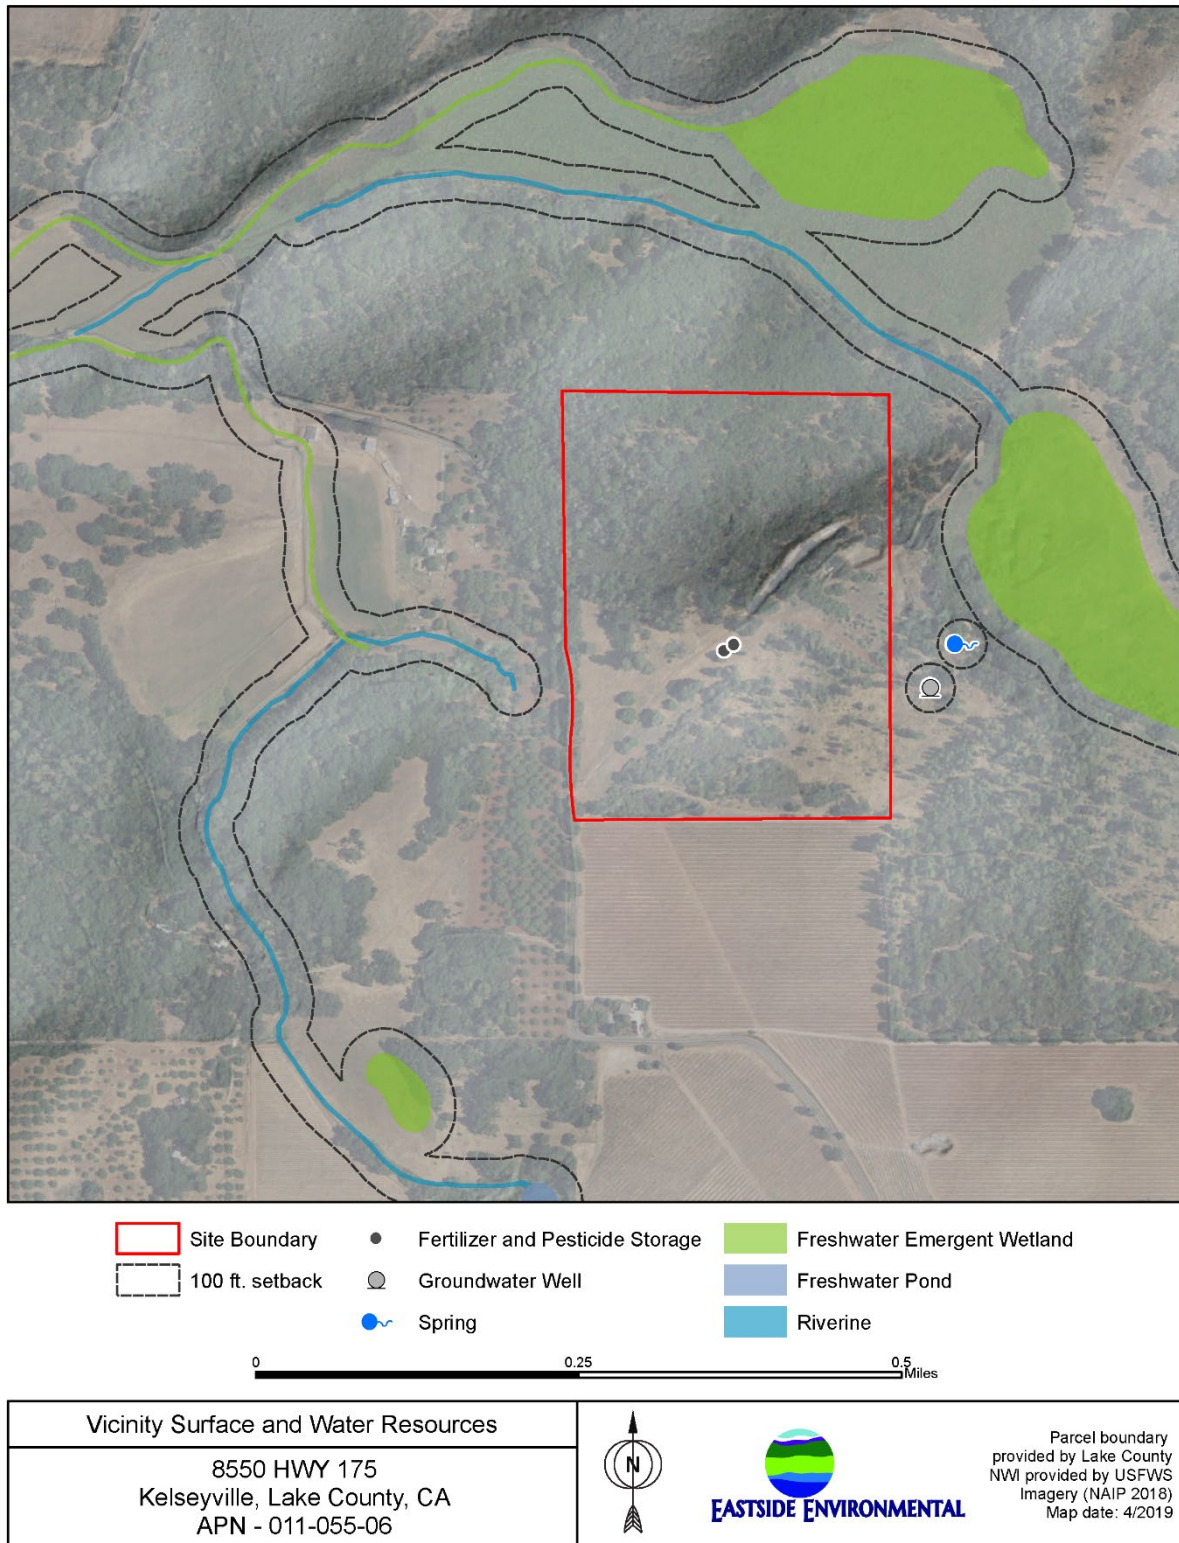 Site Boundary
100 ft. setback
Fertilizer and Pesticide Storage
Groundwater Well
Spring
Freshwater Emergent Wetland
Freshwater Pond
Riverine
0 0.25 0.5 Miles
Vicinity Surface and Water Resources
8550 HWY 175
Kelseyville, Lake County, CA
APN - 011-055-06
N
EASTSIDE ENVIRONMENTAL
Parcel boundary
provided by Lake County
NWI provided by USFWS
Imagery (NAIP 2018)
Map date: 4/2019